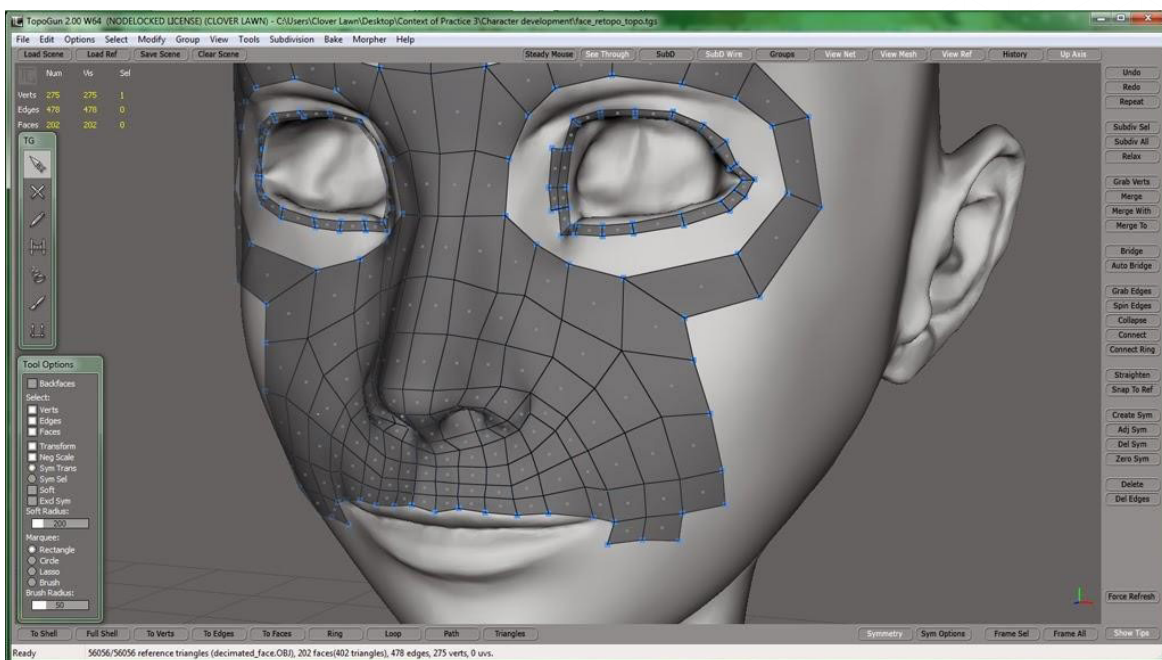 TopoGun 2.00 W64 (NODELOCKED LICENSE) (CLOVER LAWN) - C:\Users\Clover Lawn\Desktop\Context of Practice 3\Character development\face_retopo_topo.tgs
File Edit Options Select Modify Group View Tools Subdivision Bake Morpher Help
Load Scene Load Ref Save Scene Clear Scene Steady Mouse See Through SubD SubD Wire Groups View Net View Mesh View Ref History Up Axis
Num Vis Sel
Verts 275 275 1
Edges 478 478 0
Faces 202 202 0
TG
Tool Options
Backfaces
Select:
Verts
Edges
Faces
Transform
Neg Scale
Sym Trans
Sym Sel
Soft
Excl Sym
Soft Radius:
200
Marquee:
Rectangle
Circle
Lasso
Brush
Brush Radius:
50
Undo
Redo
Repeat
Subdiv Sel
Subdiv All
Relax
Grab Verts
Merge
Merge With
Merge To
Bridge
Auto Bridge
Grab Edges
Spin Edges
Collapse
Connect
Connect Ring
Straighten
Snap To Ref
Create Sym
Adj Sym
Del Sym
Zero Sym
Delete
Del Edges
Force Refresh
To Shell Full Shell To Verts To Edges To Faces Ring Loop Path Triangles Symmetry Sym Options Frame Sel Frame All Show Tips
Ready 56056/56056 reference triangles (decimated_face.OBJ), 202 faces(402 triangles), 478 edges, 275 verts, 0 uvs.